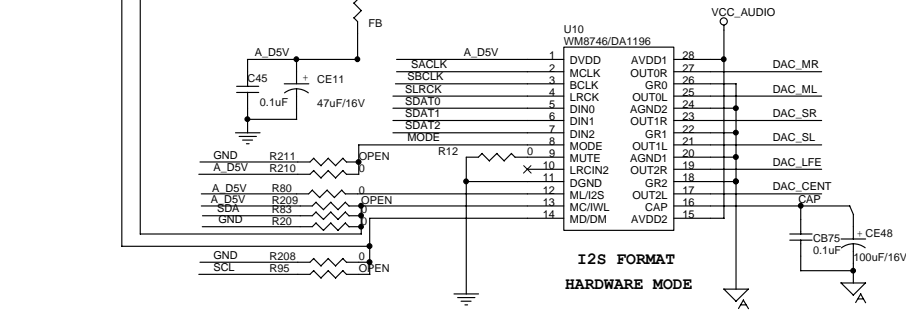 VCC_AUDIO
FB
U10
WM8746/DA1196
A_D5V
C45
0.1uF
+ CE11
47uF/16V
A_D5V 1 DVDD AVDD1 28
SACLK 2 MCLK OUT0R 27 DAC_MR
SBCLK 3 BCLK GR0 26
SLRCK 4 LRCK OUT0L 25 DAC_ML
SDAT0 5 DIN0 AGND2 24
SDAT1 6 DIN1 OUT1R 23 DAC_SR
SDAT2 7 DIN2 GR1 22
MODE 8 MODE OUT1L 21 DAC_SL
R12 0 9 MUTE AGND1 20
10 LRCIN2 OUT2R 19 DAC_LFE
11 DGND GR2 18
12 ML/I2S OUT2L 17 DAC_CENT
13 MC/IWL CAP 16 CAP
14 MD/DM AVDD2 15
GND R211 OPEN
A_D5V R210 0
A_D5V R80 0
A_D5V R209 OPEN
SDA R83 0
GND R20 0
GND R208 0
SCL R95 OPEN
CB75
0.1uF
+ CE48
100uF/16V
I2S FORMAT
HARDWARE MODE
A
A